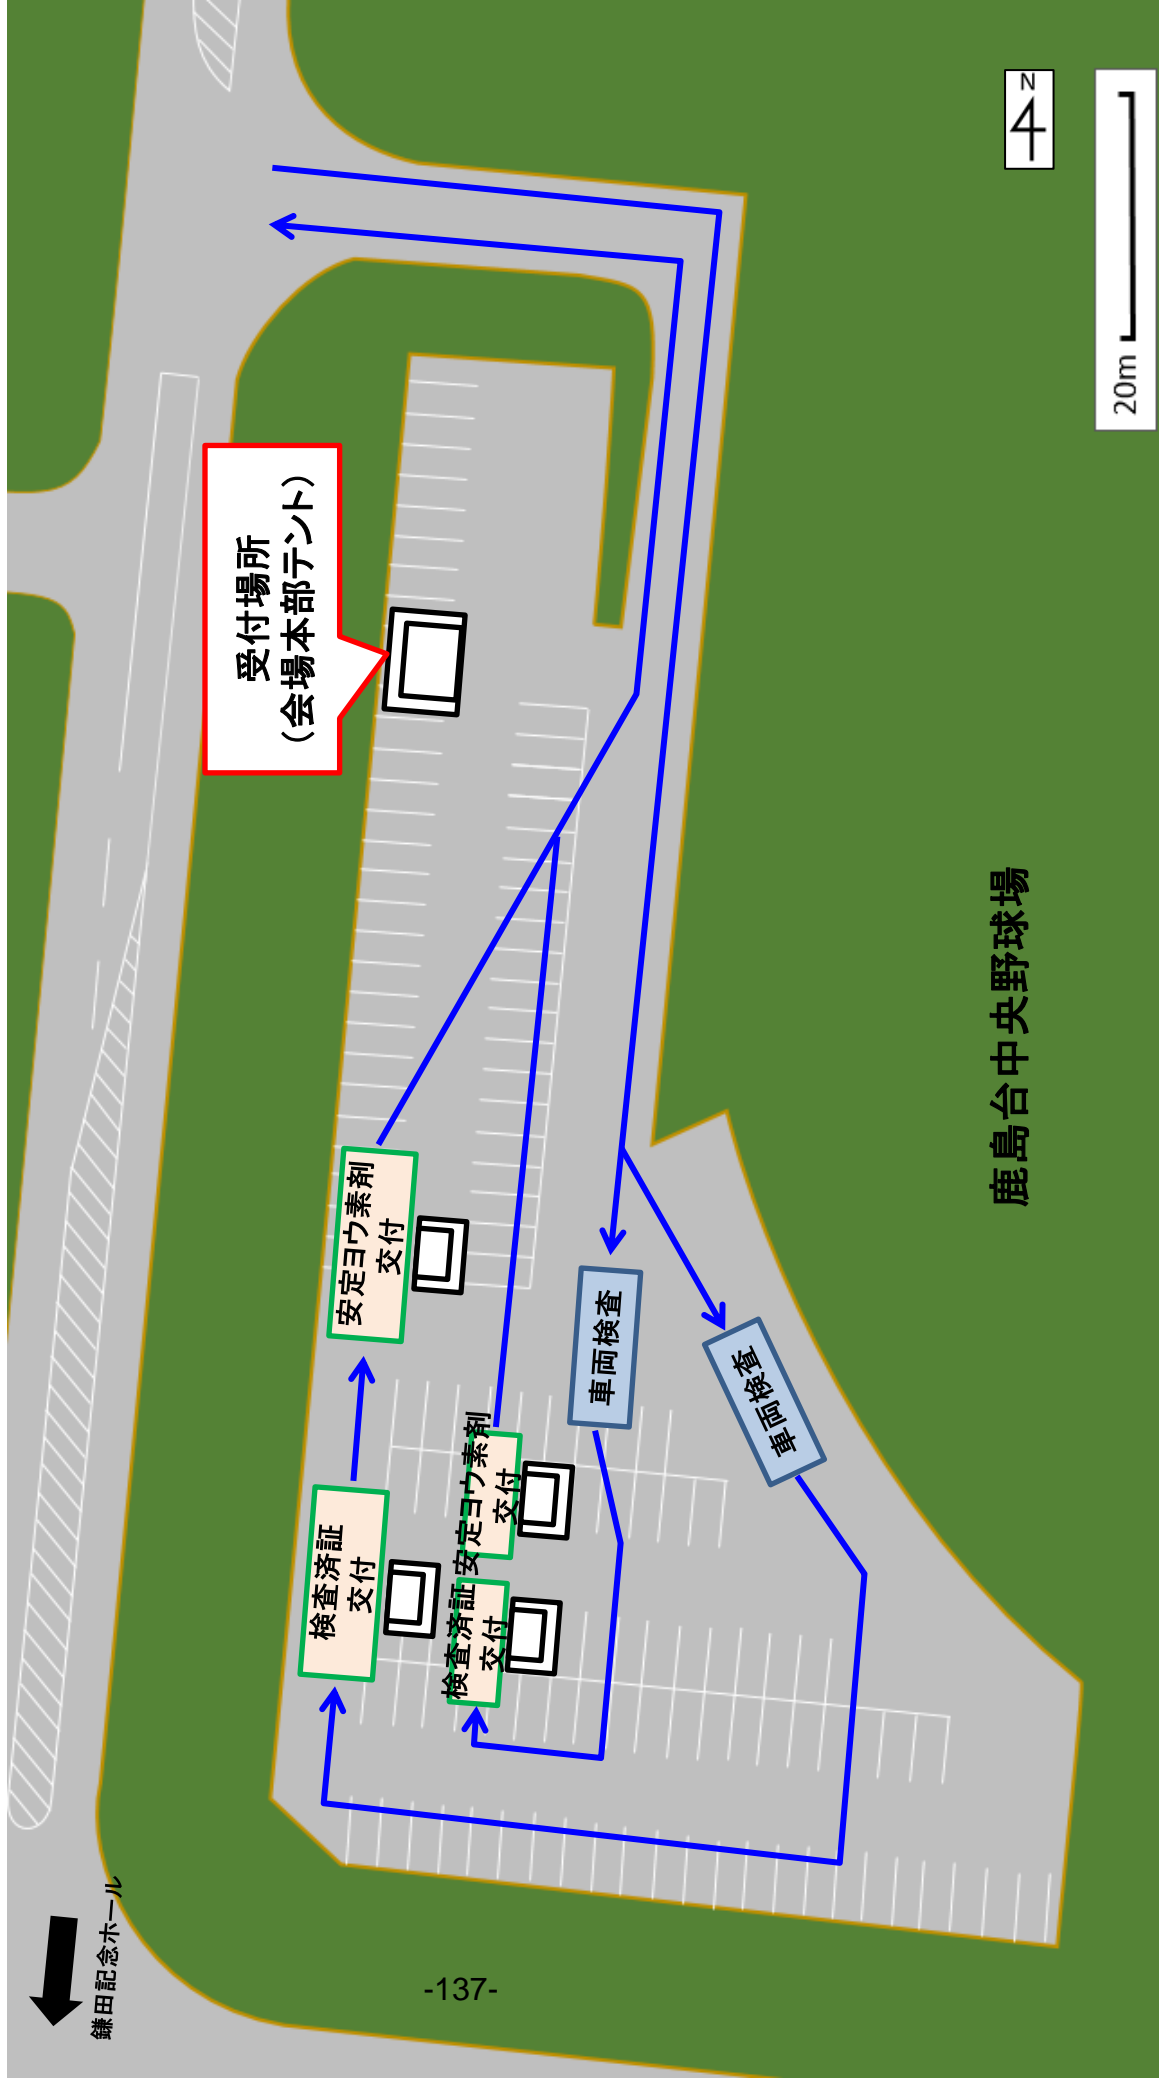 鎌田記念ホール
受付場所
（会場本部テント）
検査済証
交付
安定ヨウ素剤
交付
検査済証
交付
安定ヨウ素剤
交付
車両検査
車両検査
鹿島台中央野球場
N
20m
-137-